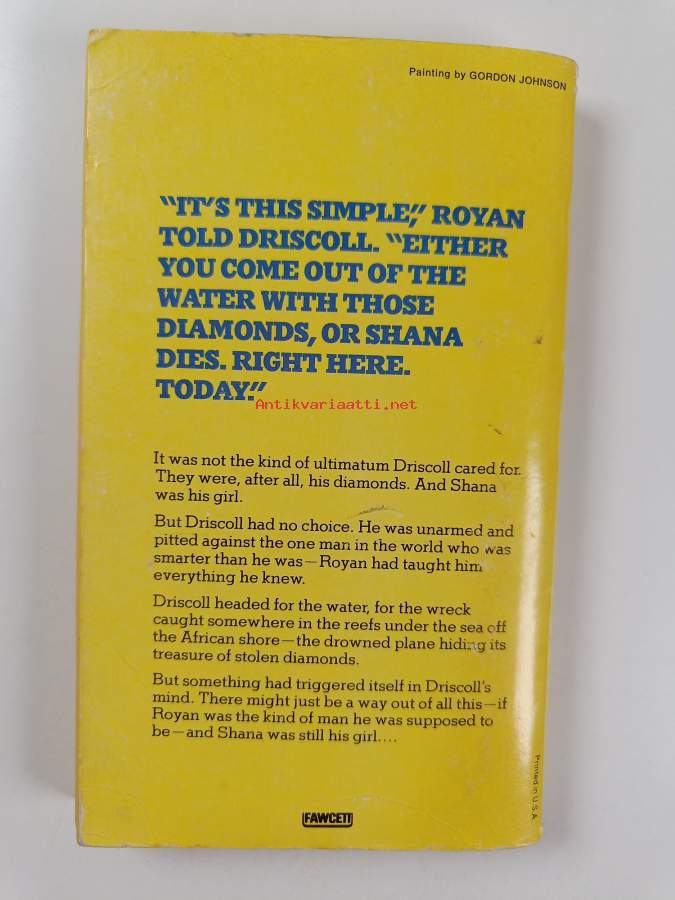 Painting by GORDON JOHNSON
"IT'S THIS SIMPLE," ROYAN
TOLD DRISCOLL. "EITHER
YOU COME OUT OF THE
WATER WITH THOSE
DIAMONDS, OR SHANA
DIES. RIGHT HERE.
TODAY."
Antikvariaatti.net
It was not the kind of ultimatum Driscoll cared for.
They were, after all, his diamonds. And Shana
was his girl.
But Driscoll had no choice. He was unarmed and
pitted against the one man in the world who was
smarter than he was—Royan had taught him
everything he knew.
Driscoll headed for the water, for the wreck
caught somewhere in the reefs under the sea off
the African shore—the drowned plane hiding its
treasure of stolen diamonds.
But something had triggered itself in Driscoll's
mind. There might just be a way out of all this—if
Royan was the kind of man he was supposed to
be—and Shana was still his girl....
Printed in U.S.A.
FAWCETT